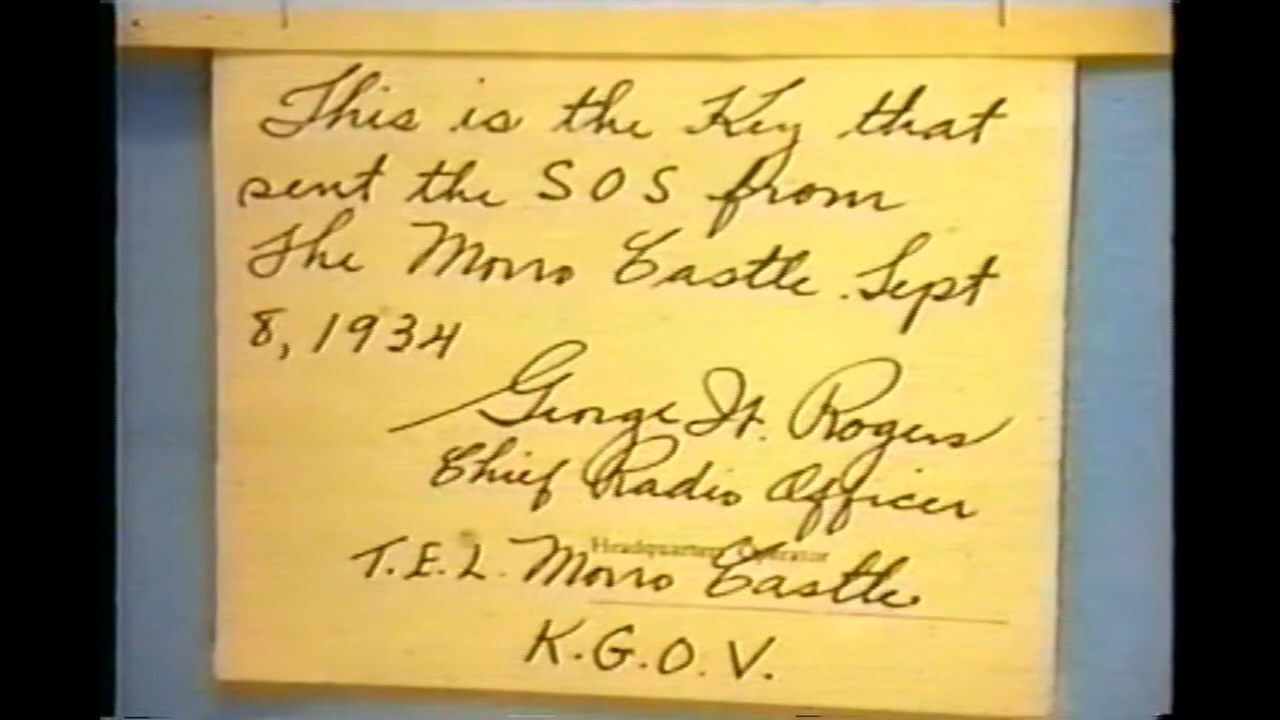 This is the Key that
sent the SOS from
the Morro Castle Sept
8, 1934
George W. Rogers
Chief Radio Officer
Headquarters Operator
T.E.L. Morro Castle
K.G.O.V.